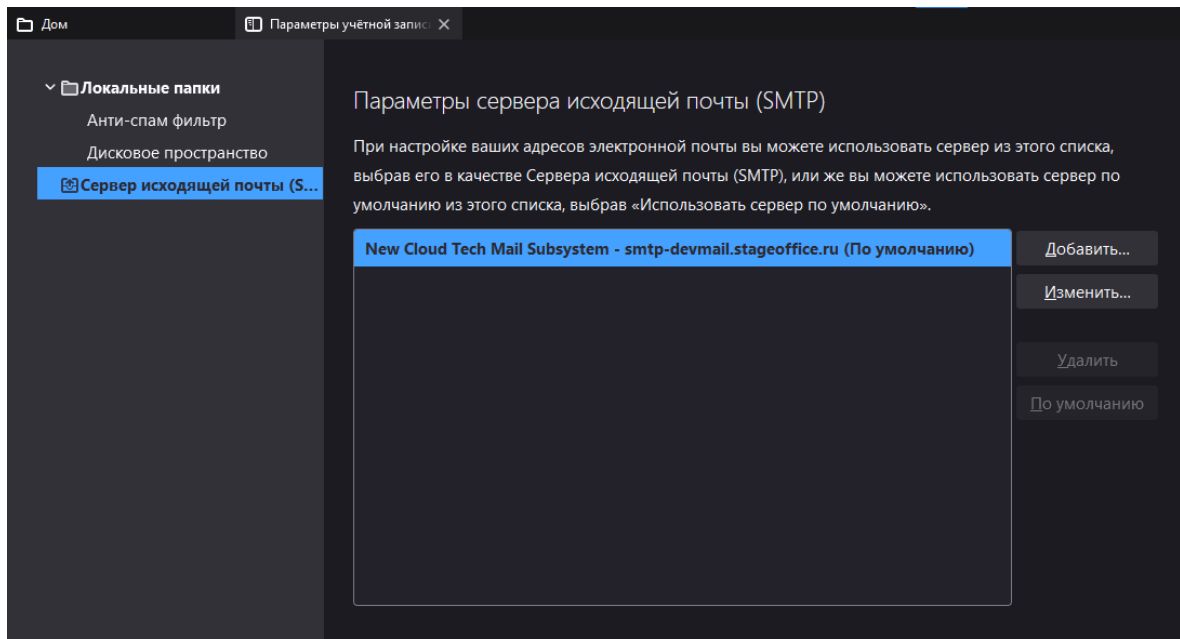 Дом
Параметры учётной запис
Локальные папки
Анти-спам фильтр
Дисковое пространство
Сервер исходящей почты (S...
Параметры сервера исходящей почты (SMTP)
При настройке ваших адресов электронной почты вы можете использовать сервер из этого списка,
выбрав его в качестве Сервера исходящей почты (SMTP), или же вы можете использовать сервер по
умолчанию из этого списка, выбрав «Использовать сервер по умолчанию».
New Cloud Tech Mail Subsystem - smtp-devmail.stageoffice.ru (По умолчанию)
Добавить...
Изменить...
Удалить
По умолчанию